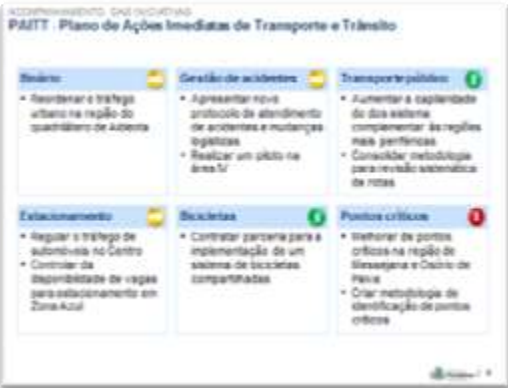 ACOMPANHAMENTO DAS INICIATIVAS
PAITT - Plano de Ações Imediatas de Transporte e Trânsito
Binário
• Reordenar o tráfego
urbano na região do
quadrilátero da Aldeota
Gestão de acidentes
• Apresentar novo
protocolo de atendimento
de acidentes e mudanças
logísticas
• Realizar um piloto na
área IV
Transporte público
• Aumentar a capilaridade
do dos sistema
complementar às regiões
mais periféricas
• Consolidar metodologia
para revisão sistemática
de rotas
Estacionamento
• Regular o tráfego de
automóveis no Centro
• Controlar da
disponibilidade de vagas
para estacionamento em
Zona Azul
Bicicletas
• Contratar parceria para a
implementação de um
sistema de bicicletas
compartilhadas
Pontos críticos
• Melhorar de pontos
críticos na região de
Messejana e Osório de
Paiva
• Criar metodologia de
identificação de pontos
críticos